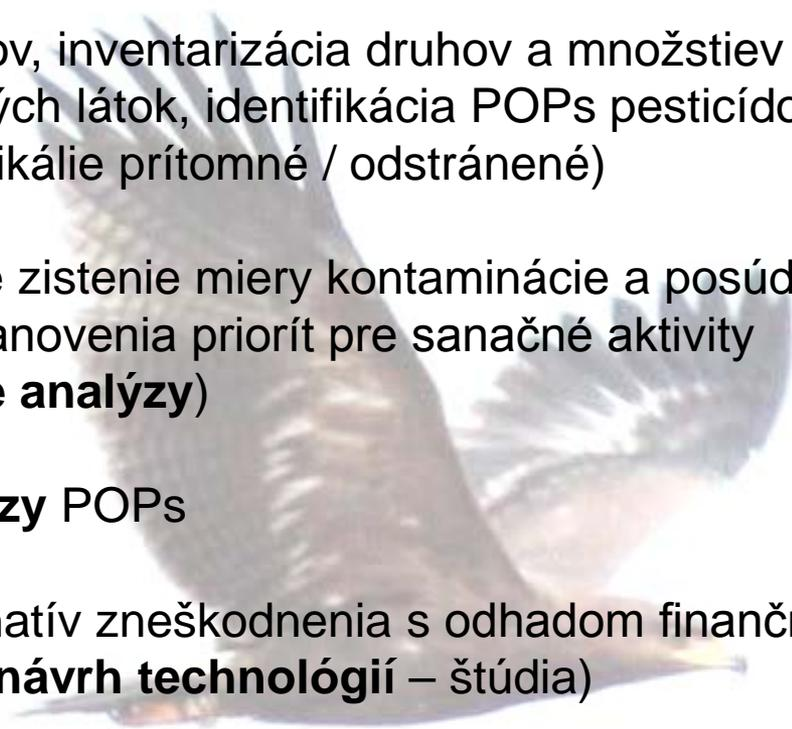 ov, inventarizácia druhov a množstiev
ých látok, identifikácia POPs pesticído
ikálie prítomné / odstránené)
e zistenie miery kontaminácie a posúd
anovenia priorít pre sanačné aktivity
e analýzy)
zy POPs
natív zneškodnenia s odhadom finančn
návrh technológií – štúdia)